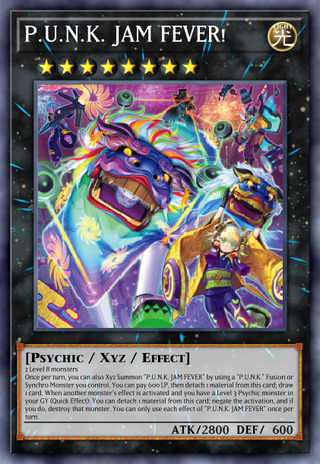 P.U.N.K. JAM FEVER!
LIGHT
光
[PSYCHIC / XYZ / EFFECT]
2 Level 8 monsters
Once per turn, you can also Xyz Summon "P.U.N.K. JAM FEVER" by using a "P.U.N.K." Fusion or
Synchro Monster you control. You can pay 600 LP, then detach 1 material from this card; draw
1 card. When another monster's effect is activated and you have a Level 3 Psychic monster in
your GY (Quick Effect): You can detach 1 material from this card; negate the activation, and if
you do, destroy that monster. You can only use each effect of "P.U.N.K. JAM FEVER" once per
turn.
ATK/2800 DEF/ 600